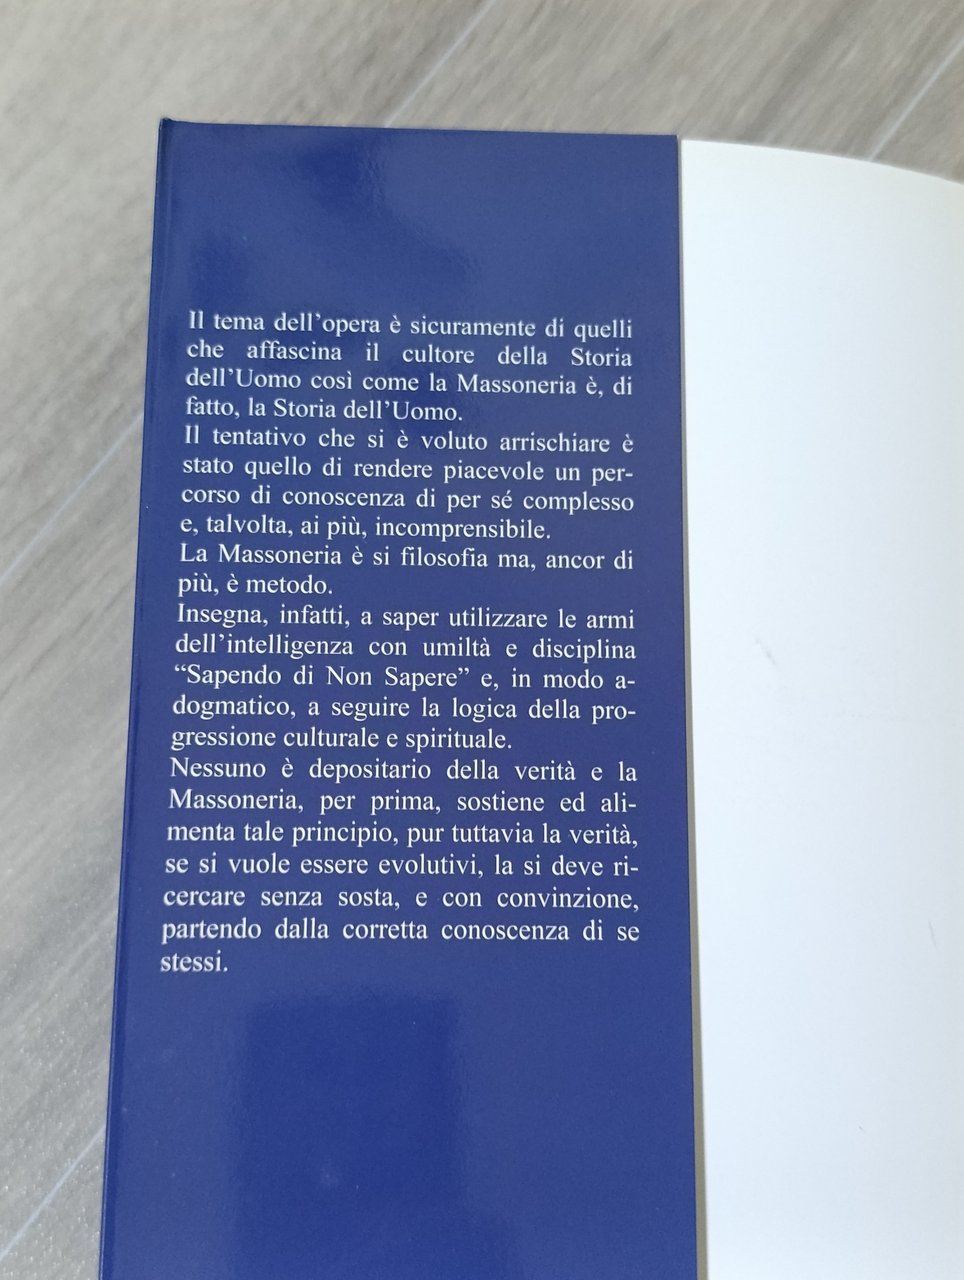 Il tema dell’opera è sicuramente di quelli
che affascina il cultore della Storia
dell’Uomo così come la Massoneria è, di
fatto, la Storia dell’Uomo.
Il tentativo che si è voluto arrischiare è
stato quello di rendere piacevole un per-
corso di conoscenza di per sé complesso
e, talvolta, ai più, incomprensibile.
La Massoneria è si filosofia ma, ancor di
più, è metodo.
Insegna, infatti, a saper utilizzare le armi
dell’intelligenza con umiltà e disciplina
“Sapendo di Non Sapere” e, in modo a-
dogmatico, a seguire la logica della pro-
gressione culturale e spirituale.
Nessuno è depositario della verità e la
Massoneria, per prima, sostiene ed ali-
menta tale principio, pur tuttavia la verità,
se si vuole essere evolutivi, la si deve ri-
cercare senza sosta, e con convinzione,
partendo dalla corretta conoscenza di se
stessi.